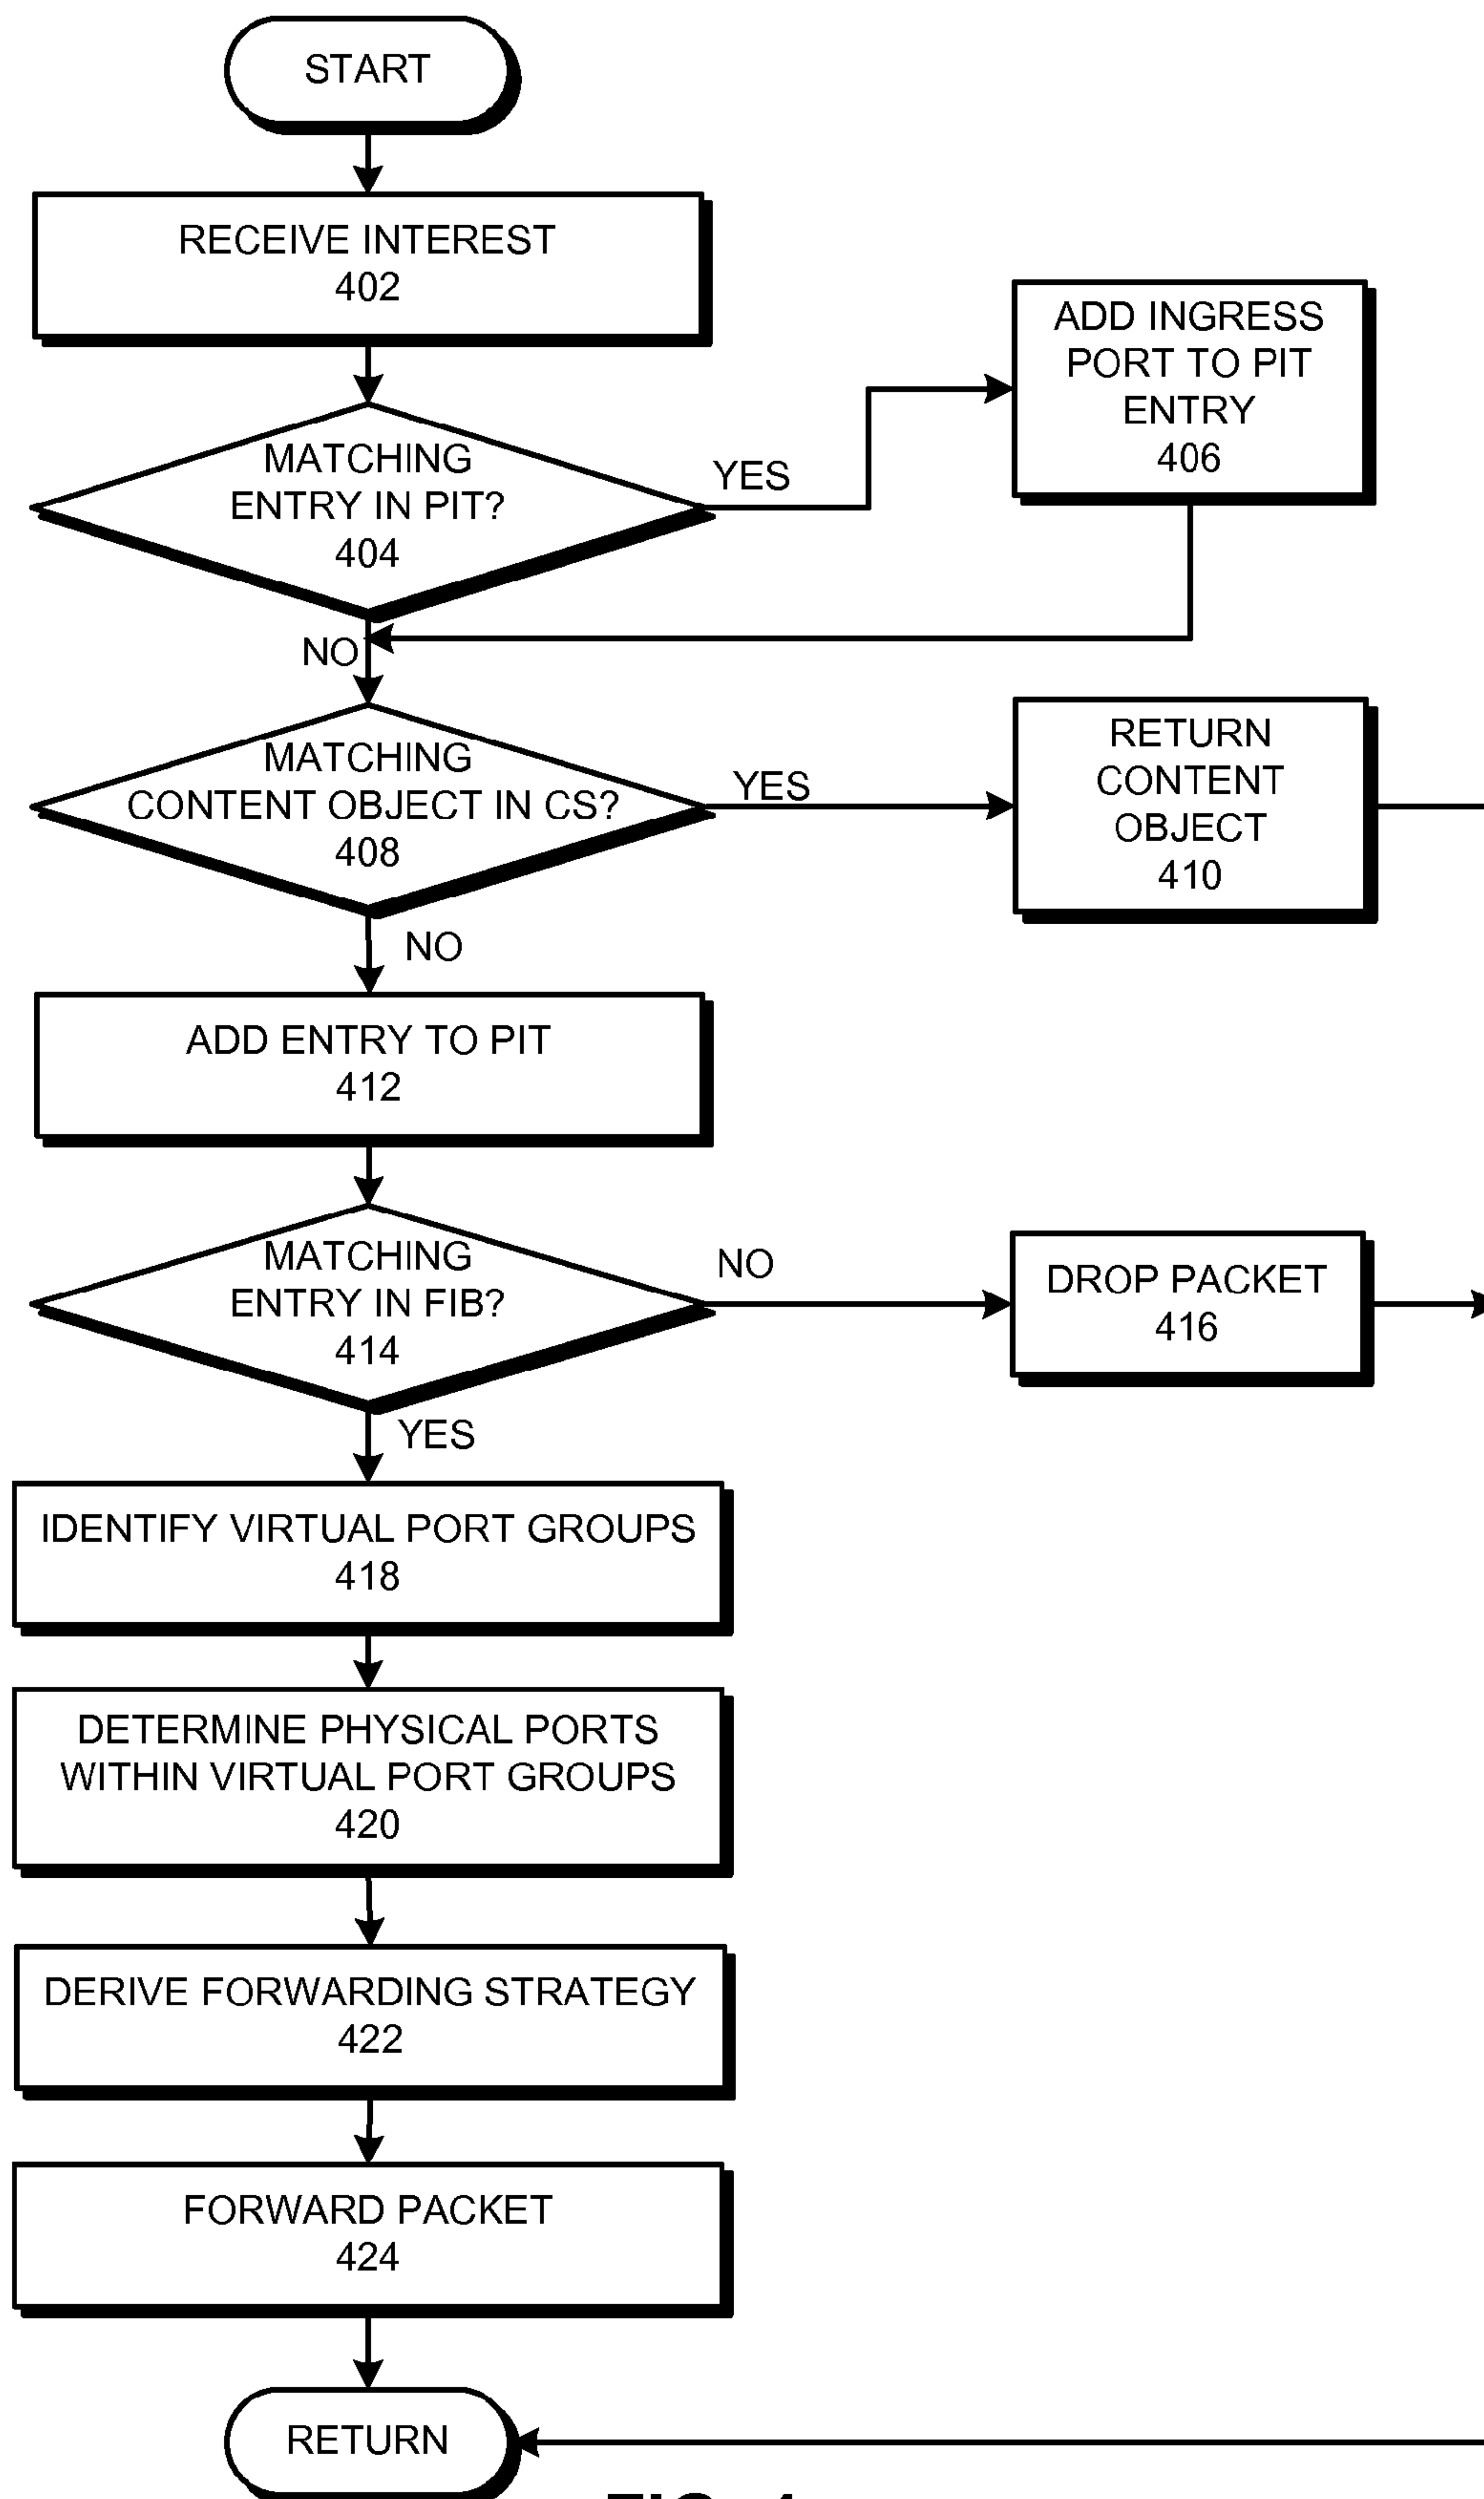 START
RECEIVE INTEREST
402
ADD INGRESS
PORT TO PIT
ENTRY
406
MATCHING
ENTRY IN PIT?
404
YES
NO
MATCHING
CONTENT OBJECT IN CS?
408
YES
RETURN
CONTENT
OBJECT
410
NO
ADD ENTRY TO PIT
412
MATCHING
ENTRY IN FIB?
414
NO
DROP PACKET
416
YES
IDENTIFY VIRTUAL PORT GROUPS
418
DETERMINE PHYSICAL PORTS
WITHIN VIRTUAL PORT GROUPS
420
DERIVE FORWARDING STRATEGY
422
FORWARD PACKET
424
RETURN